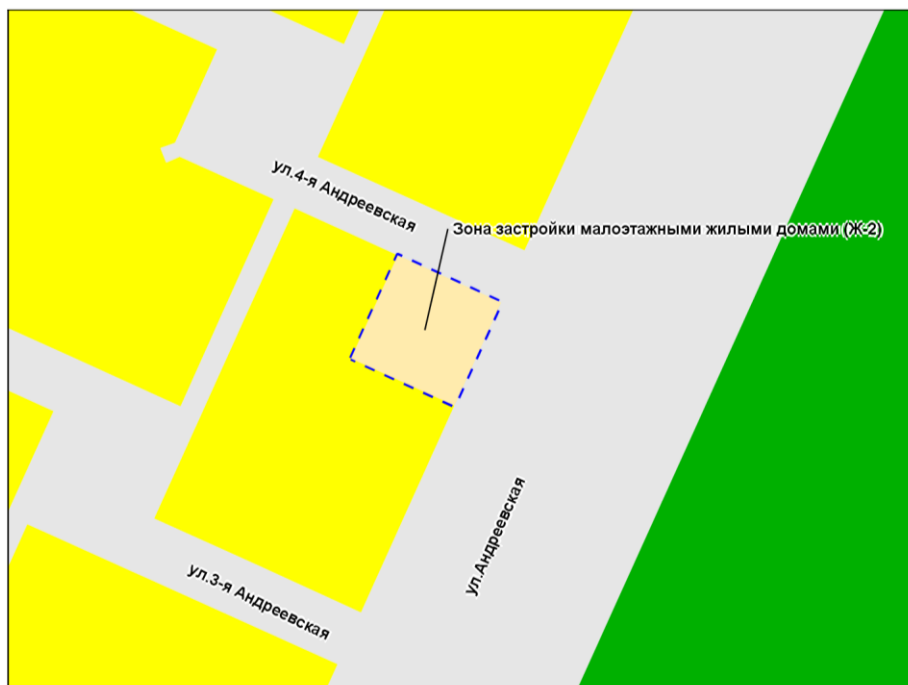 ул.4-я Андреевская
Зона застройки малоэтажными жилыми домами (Ж-2)
ул.Андреевская
ул.3-я Андреевская